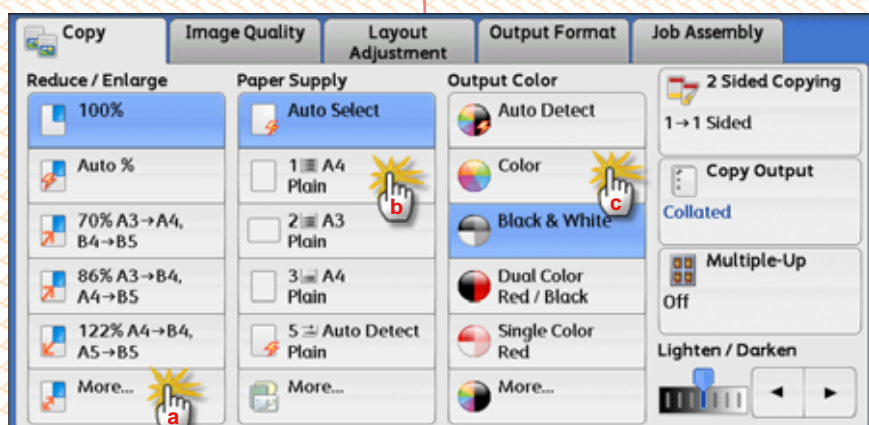 Copy
Image Quality
Layout
Adjustment
Output Format
Job Assembly
Reduce / Enlarge
100%
Auto %
70% A3→A4,
B4→B5
86% A3→B4,
A4→B5
122% A4→B4,
A5→B5
More...
a
Paper Supply
Auto Select
1 A4
Plain
b
2 A3
Plain
3 A4
Plain
5 Auto Detect
Plain
More...
Output Color
Auto Detect
Color
c
Black & White
Dual Color
Red / Black
Single Color
Red
More...
2 Sided Copying
1→1 Sided
Copy Output
Collated
Multiple-Up
Off
Lighten / Darken